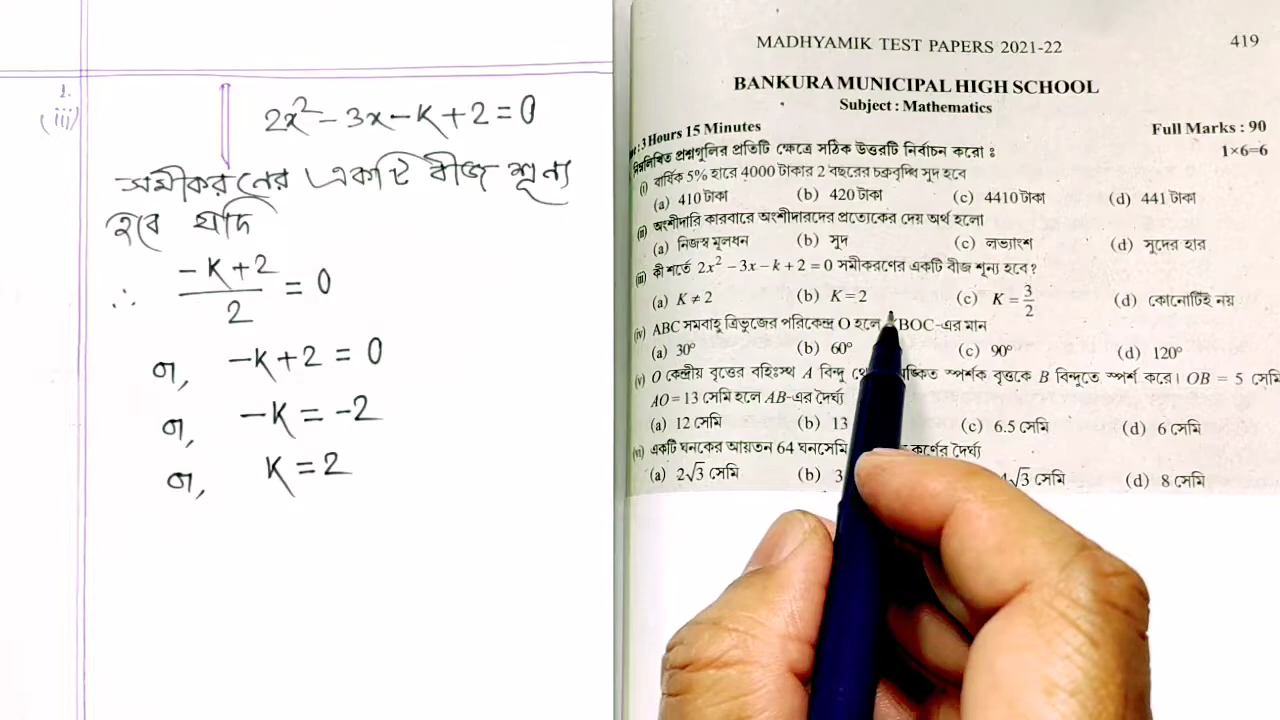 1.
(iii)
2x² - 3x - K + 2 = 0
সমীকরনের একটি বীজ শূন্য
হবে যদি
∴ (-K + 2)/2 = 0
বা, -K + 2 = 0
বা, -K = -2
বা, K = 2
MADHYAMIK TEST PAPERS 2021-22 419
BANKURA MUNICIPAL HIGH SCHOOL
Subject : Mathematics
: 3 Hours 15 Minutes Full Marks : 90
নিম্নলিখিত প্রশ্নগুলির প্রতিটি ক্ষেত্রে সঠিক উত্তরটি নির্বাচন করো : 1×6=6
(i) বার্ষিক 5% হারে 4000 টাকার 2 বছরের চক্রবৃদ্ধি সুদ হবে
(a) 410 টাকা (b) 420 টাকা (c) 4410 টাকা (d) 441 টাকা
(ii) অংশীদারি কারবারে অংশীদারদের প্রত্যেকের দেয় অর্থ হলো
(a) নিজস্ব মূলধন (b) সুদ (c) লভ্যাংশ (d) সুদের হার
(iii) কী শর্তে 2x² – 3x – k + 2 = 0 সমীকরণের একটি বীজ শূন্য হবে?
(a) K ≠ 2 (b) K = 2 (c) K = 3/2 (d) কোনোটিই নয়
(iv) ABC সমবাহু ত্রিভুজের পরিকেন্দ্র O হলে BOC-এর মান
(a) 30° (b) 60° (c) 90° (d) 120°
(v) O কেন্দ্রীয় বৃত্তের বহিঃস্থ A বিন্দু স্পর্শক বৃত্তকে B বিন্দুতে স্পর্শ করে। OB = 5 সেমি
AO = 13 সেমি হলে AB-এর দৈর্ঘ্য
(a) 12 সেমি (b) 13 (c) 6.5 সেমি (d) 6 সেমি
(vi) একটি ঘনকের আয়তন 64 ঘনসেমি কর্ণের দৈর্ঘ্য
(a) 2√3 সেমি (b) 3 √3 সেমি (d) 8 সেমি